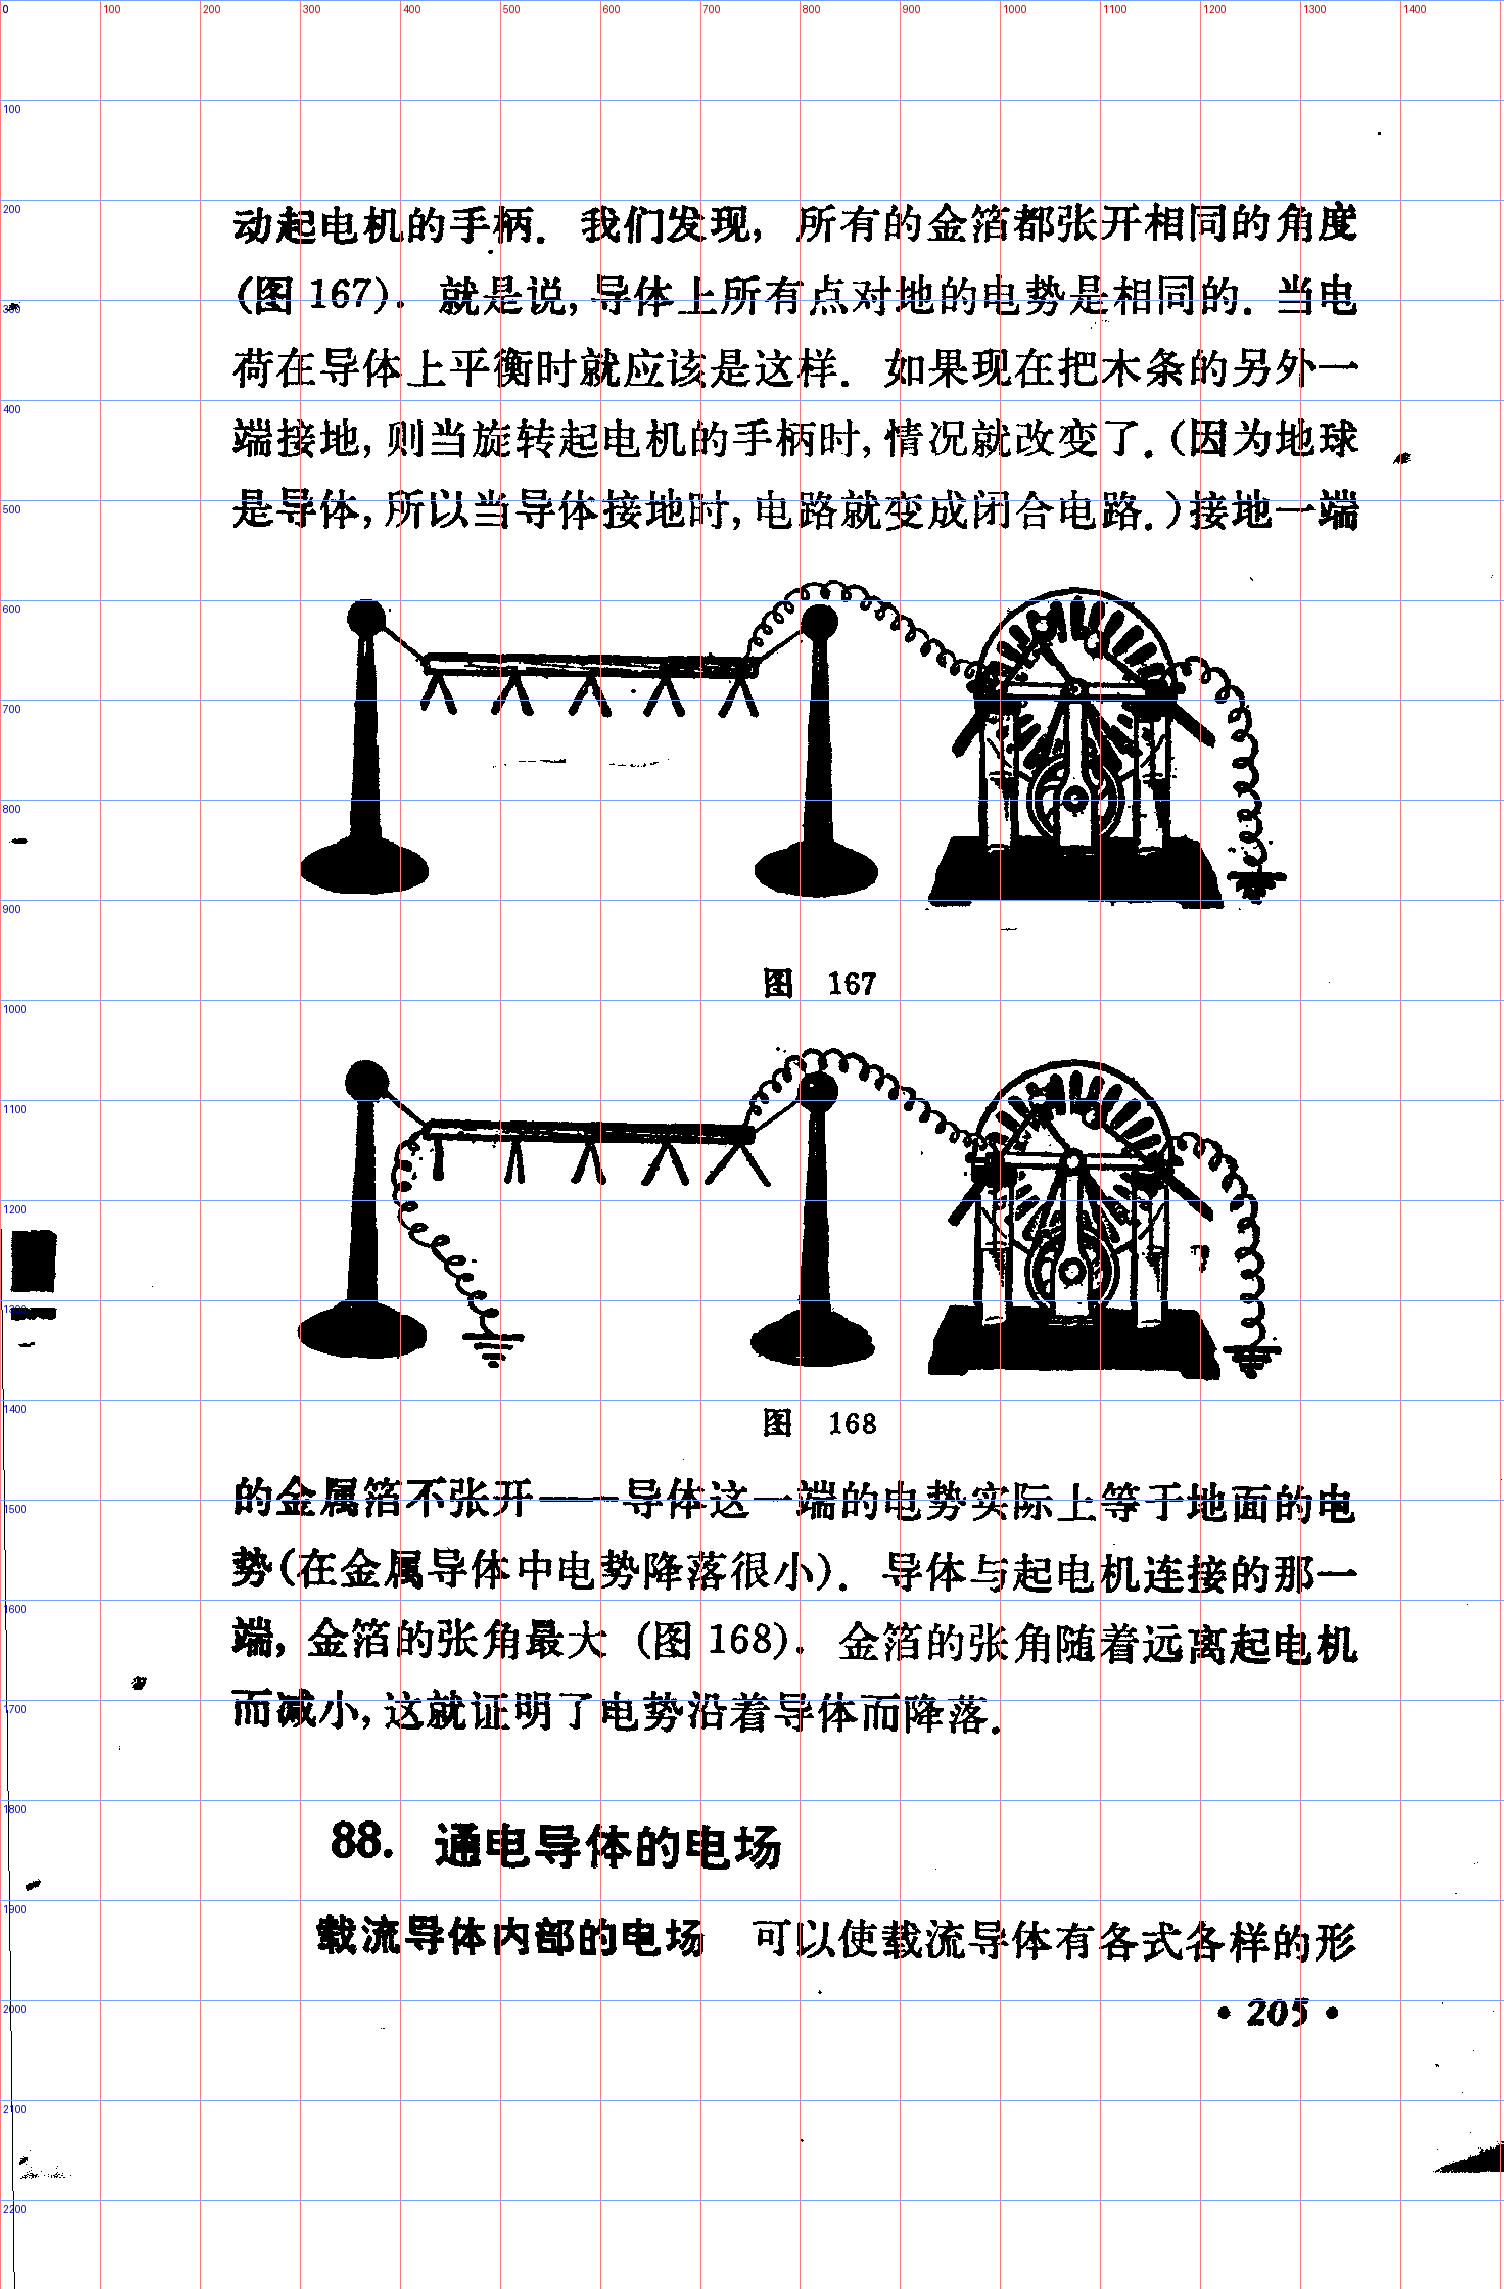 动起电机的手柄．我们发现，所有的金箔都张开相同的角度
（图 167）．就是说，导体上所有点对地的电势是相同的．当电
荷在导体上平衡时就应该是这样．如果现在把木条的另外一
端接地，则当旋转起电机的手柄时，情况就改变了．（因为地球
是导体，所以当导体接地时，电路就变成闭合电路．）接地一端
图 167
图 168
的金属箔不张开——导体这一端的电势实际上等于地面的电
势（在金属导体中电势降落很小）．导体与起电机连接的那一
端，金箔的张角最大（图 168）．金箔的张角随着远离起电机
而减小，这就证明了电势沿着导体而降落．
88. 通电导体的电场
载流导体内部的电场 可以使载流导体有各式各样的形
• 205 •